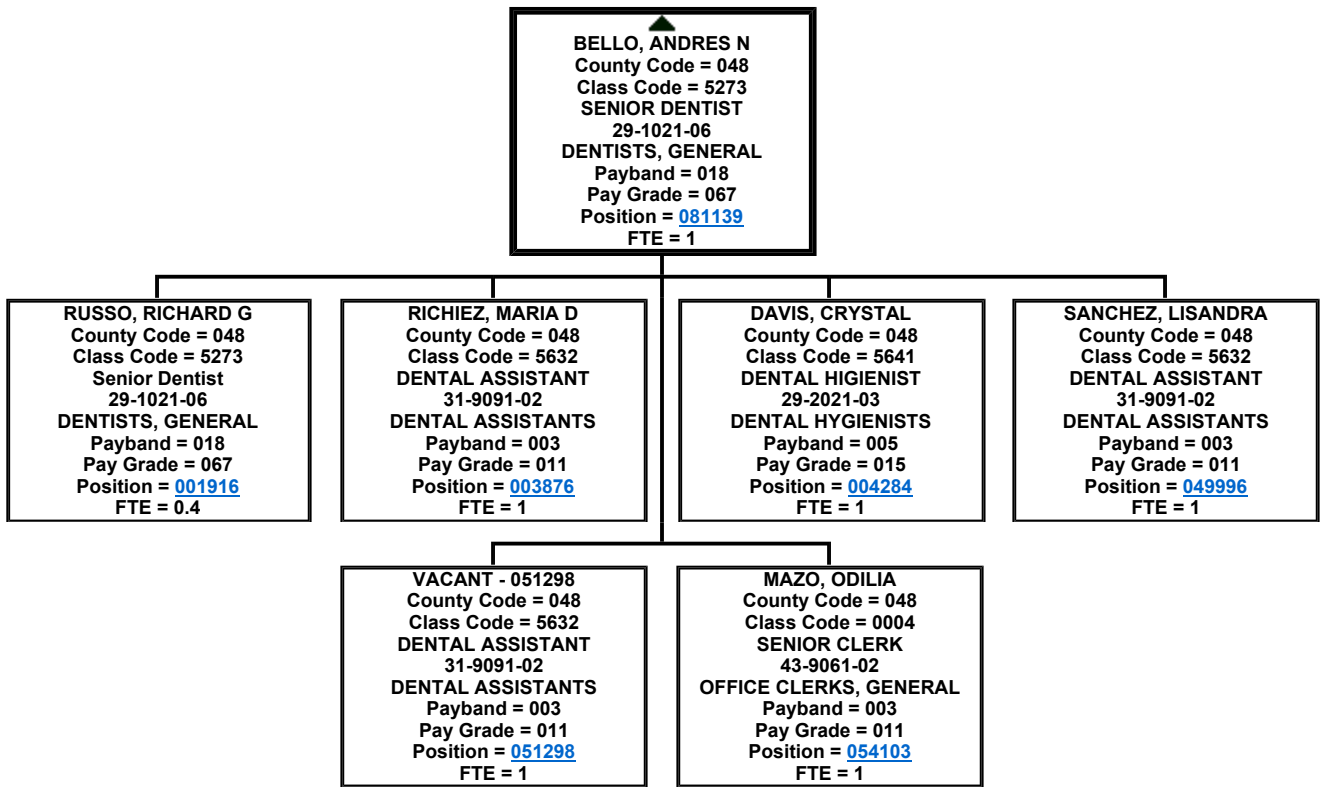 BELLO, ANDRES N
County Code = 048
Class Code = 5273
SENIOR DENTIST
29-1021-06
DENTISTS, GENERAL
Payband = 018
Pay Grade = 067
Position = 081139
FTE = 1
RUSSO, RICHARD G
County Code = 048
Class Code = 5273
Senior Dentist
29-1021-06
DENTISTS, GENERAL
Payband = 018
Pay Grade = 067
Position = 001916
FTE = 0.4
RICHIEZ, MARIA D
County Code = 048
Class Code = 5632
DENTAL ASSISTANT
31-9091-02
DENTAL ASSISTANTS
Payband = 003
Pay Grade = 011
Position = 003876
FTE = 1
DAVIS, CRYSTAL
County Code = 048
Class Code = 5641
DENTAL HIGIENIST
29-2021-03
DENTAL HYGIENISTS
Payband = 005
Pay Grade = 015
Position = 004284
FTE = 1
SANCHEZ, LISANDRA
County Code = 048
Class Code = 5632
DENTAL ASSISTANT
31-9091-02
DENTAL ASSISTANTS
Payband = 003
Pay Grade = 011
Position = 049996
FTE = 1
VACANT - 051298
County Code = 048
Class Code = 5632
DENTAL ASSISTANT
31-9091-02
DENTAL ASSISTANTS
Payband = 003
Pay Grade = 011
Position = 051298
FTE = 1
MAZO, ODILIA
County Code = 048
Class Code = 0004
SENIOR CLERK
43-9061-02
OFFICE CLERKS, GENERAL
Payband = 003
Pay Grade = 011
Position = 054103
FTE = 1